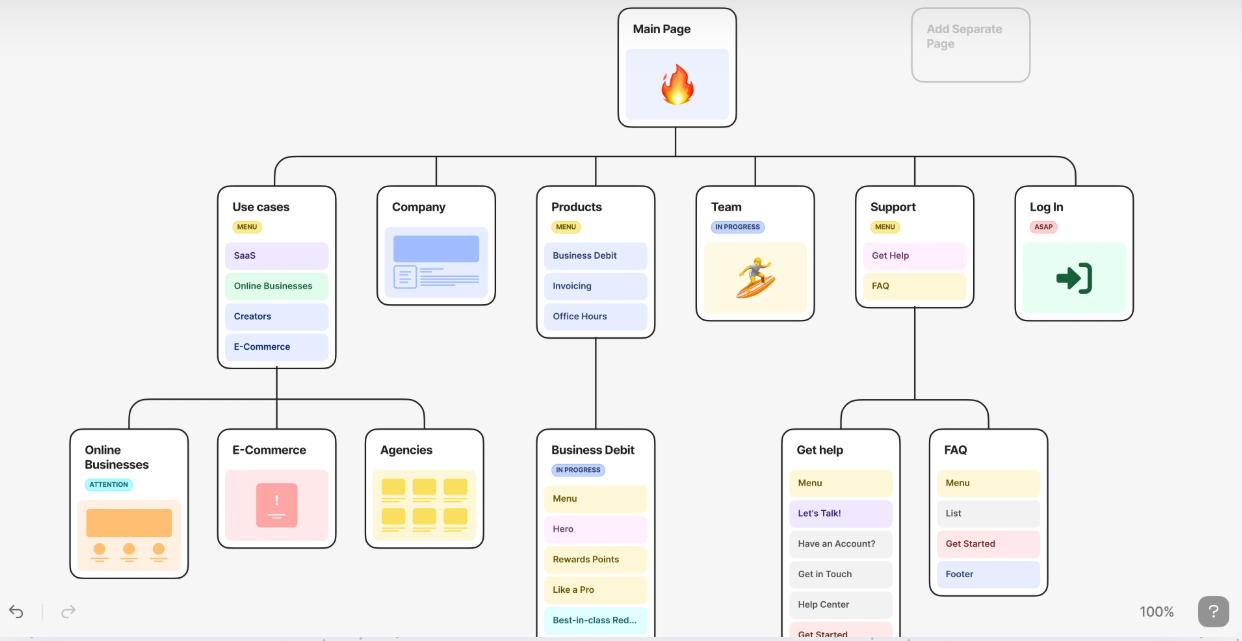 Main Page
Add Separate
Page
Use cases
MENU
SaaS
Online Businesses
Creators
E-Commerce
Company
Products
MENU
Business Debit
Invoicing
Office Hours
Team
IN PROGRESS
Support
MENU
Get Help
FAQ
Log In
ASAP
Online
Businesses
ATTENTION
E-Commerce
!
Agencies
Business Debit
IN PROGRESS
Menu
Hero
Rewards Points
Like a Pro
Best-in-class Red...
Get help
Menu
Let's Talk!
Have an Account?
Get in Touch
Help Center
Get Started
FAQ
Menu
List
Get Started
Footer
100%
?